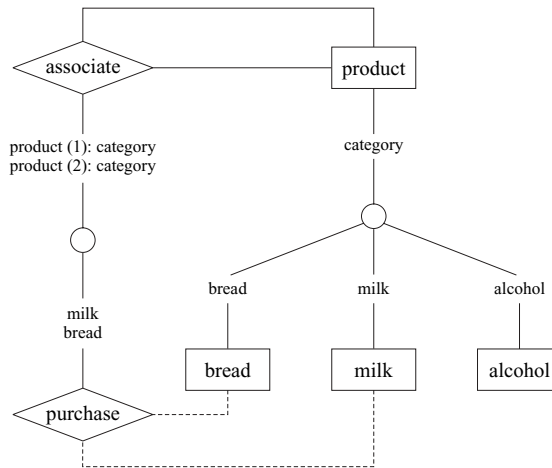 associate
product
product (1): category
product (2): category
category
bread
milk
alcohol
milk
bread
bread
milk
alcohol
purchase